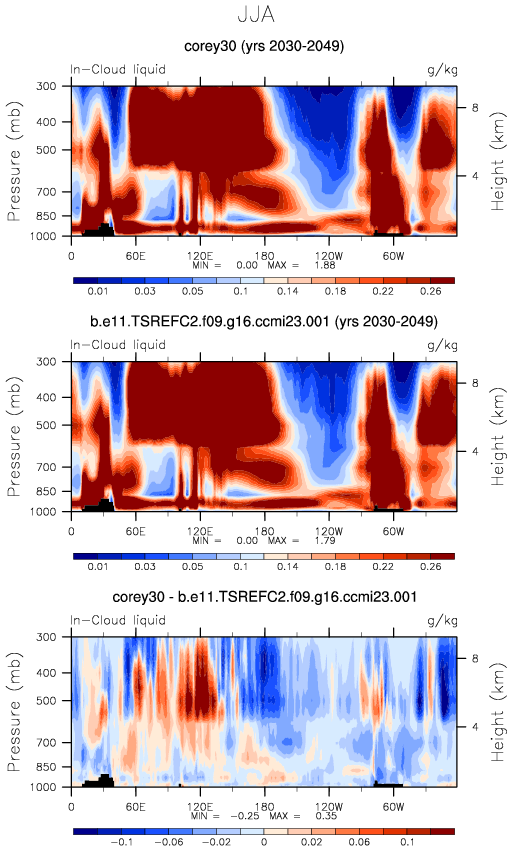 JJA
corey30 (yrs 2030-2049)
In-Cloud liquid g/kg
Pressure (mb)
300
400
500
700
850
1000
8
4
Height (km)
0 60E 120E 180 120W 60W
MIN = 0.00 MAX = 1.88
0.01 0.03 0.05 0.1 0.14 0.18 0.22 0.26
b.e11.TSREFC2.f09.g16.ccmi23.001 (yrs 2030-2049)
In-Cloud liquid g/kg
Pressure (mb)
300
400
500
700
850
1000
8
4
Height (km)
0 60E 120E 180 120W 60W
MIN = 0.00 MAX = 1.79
0.01 0.03 0.05 0.1 0.14 0.18 0.22 0.26
corey30 - b.e11.TSREFC2.f09.g16.ccmi23.001
In-Cloud liquid g/kg
Pressure (mb)
300
400
500
700
850
1000
8
4
Height (km)
0 60E 120E 180 120W 60W
MIN = -0.25 MAX = 0.35
-0.1 -0.06 -0.02 0 0.02 0.06 0.1